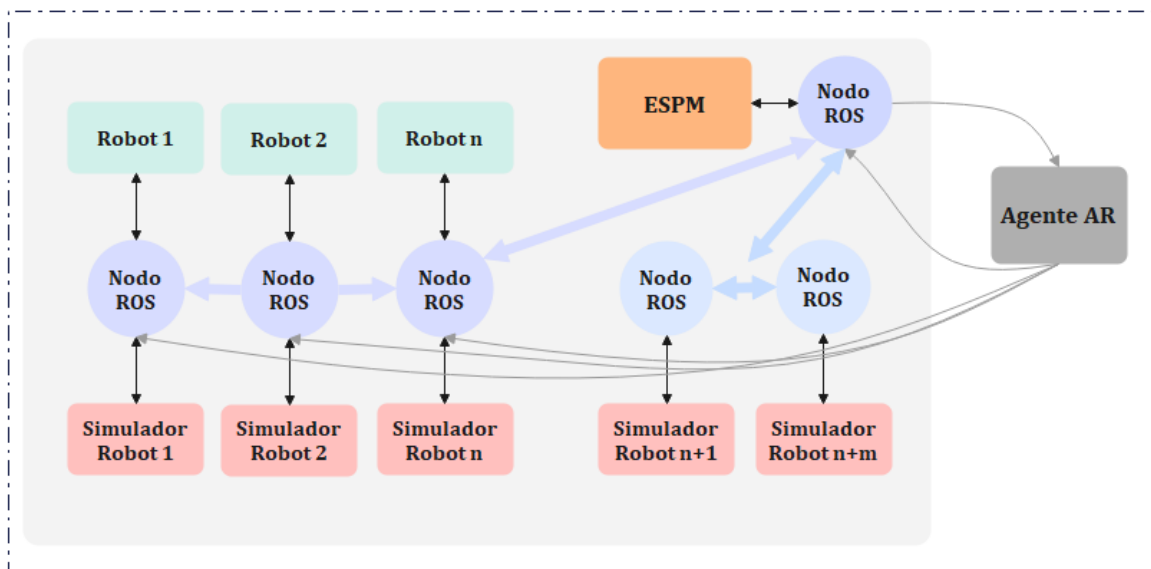 ESPM
Nodo
ROS
Robot 1
Robot 2
Robot n
Agente AR
Nodo
ROS
Nodo
ROS
Nodo
ROS
Nodo
ROS
Nodo
ROS
Simulador
Robot 1
Simulador
Robot 2
Simulador
Robot n
Simulador
Robot n+1
Simulador
Robot n+m